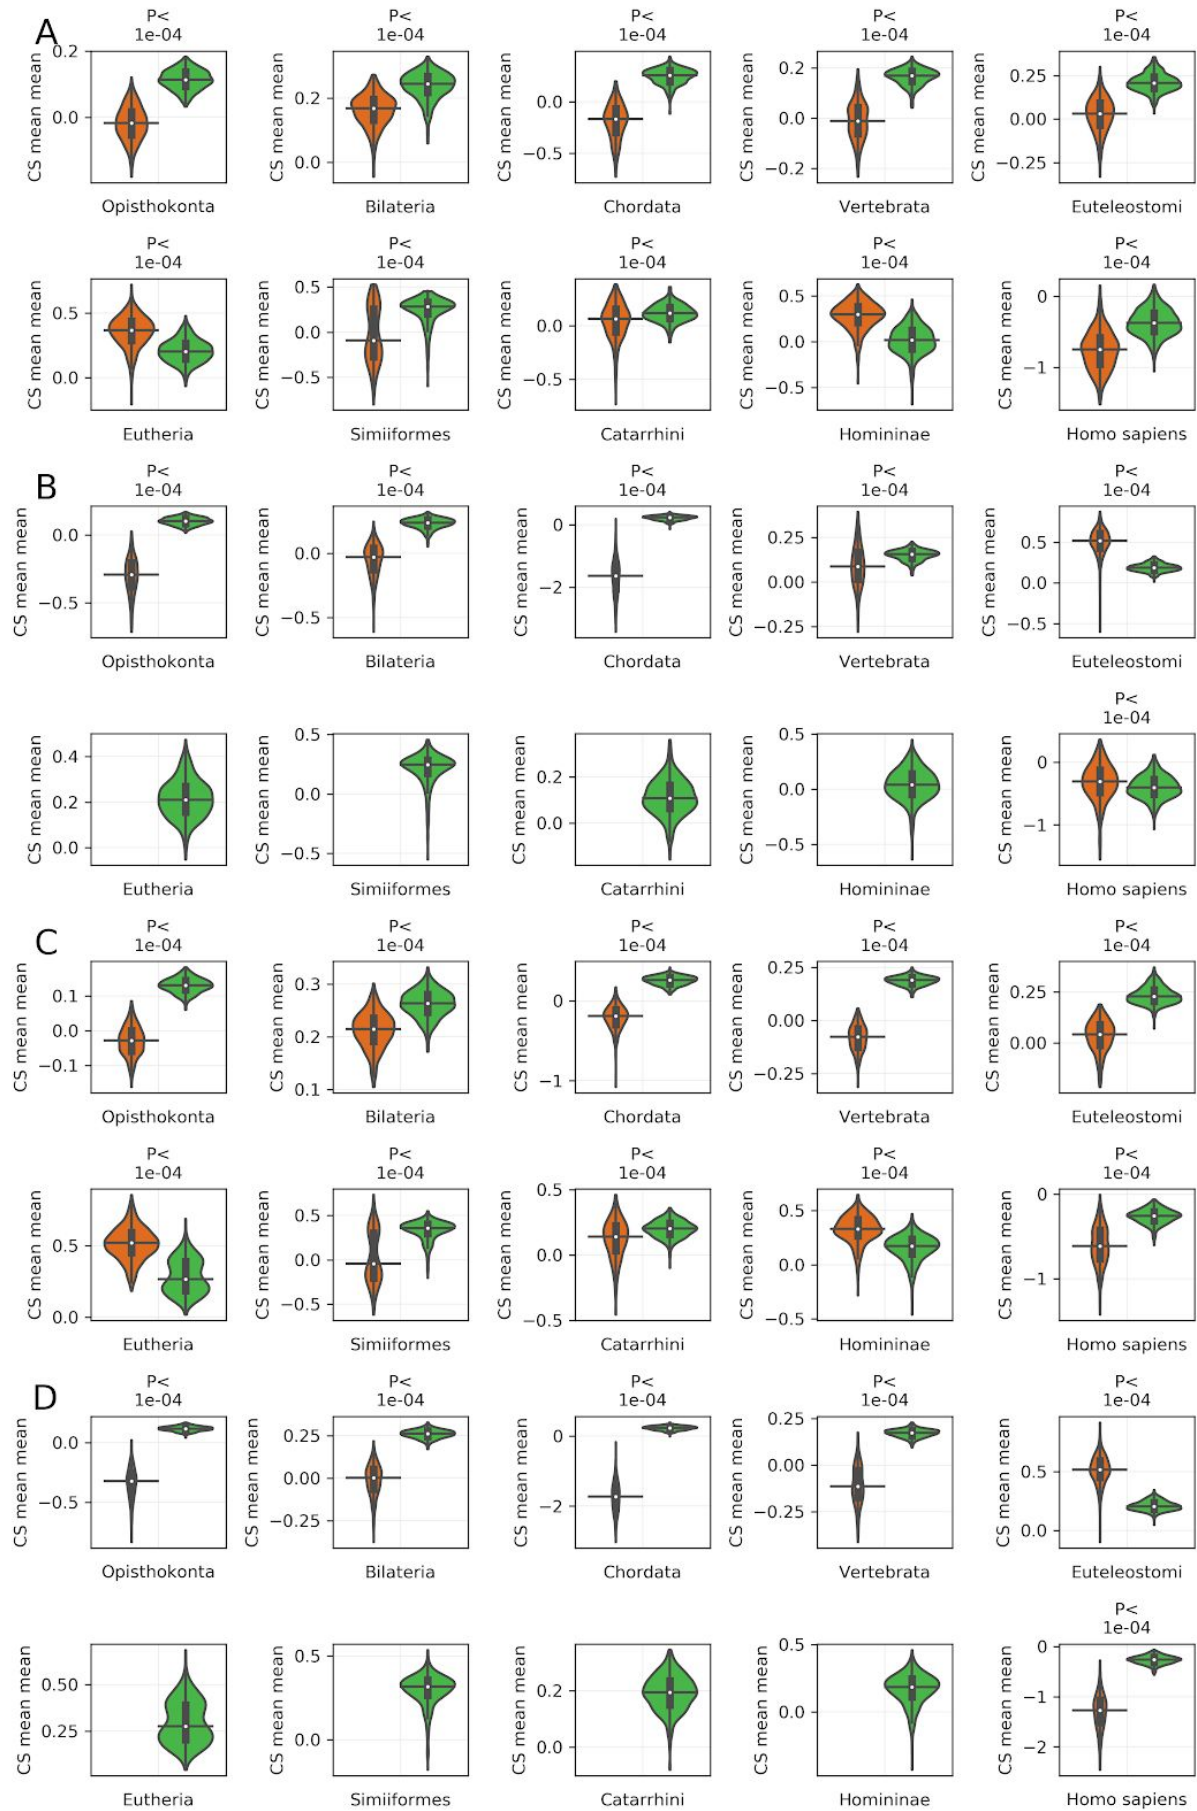 A
P<
1e-04
P<
1e-04
P<
1e-04
P<
1e-04
P<
1e-04
CS mean mean
0.2
0.0
Opisthokonta
CS mean mean
0.2
0.0
Bilateria
CS mean mean
0.0
−0.5
Chordata
CS mean mean
0.2
0.0
−0.2
Vertebrata
CS mean mean
0.25
0.00
−0.25
Euteleostomi
P<
1e-04
P<
1e-04
P<
1e-04
P<
1e-04
P<
1e-04
CS mean mean
0.5
0.0
Eutheria
CS mean mean
0.5
0.0
−0.5
Simiiformes
CS mean mean
0.0
−0.5
Catarrhini
CS mean mean
0.5
0.0
−0.5
Homininae
CS mean mean
0
−1
Homo sapiens
B
P<
1e-04
P<
1e-04
P<
1e-04
P<
1e-04
P<
1e-04
CS mean mean
0.0
−0.5
Opisthokonta
CS mean mean
0.0
−0.5
Bilateria
CS mean mean
0
−2
Chordata
CS mean mean
0.25
0.00
−0.25
Vertebrata
CS mean mean
0.5
0.0
−0.5
Euteleostomi
P<
1e-04
CS mean mean
0.4
0.2
0.0
Eutheria
CS mean mean
0.5
0.0
−0.5
Simiiformes
CS mean mean
0.2
0.0
Catarrhini
CS mean mean
0.5
0.0
−0.5
Homininae
CS mean mean
0
−1
Homo sapiens
C
P<
1e-04
P<
1e-04
P<
1e-04
P<
1e-04
P<
1e-04
CS mean mean
0.1
0.0
−0.1
Opisthokonta
CS mean mean
0.3
0.2
0.1
Bilateria
CS mean mean
0
−1
Chordata
CS mean mean
0.25
0.00
−0.25
Vertebrata
CS mean mean
0.25
0.00
Euteleostomi
P<
1e-04
P<
1e-04
P<
1e-04
P<
1e-04
P<
1e-04
CS mean mean
0.5
0.0
Eutheria
CS mean mean
0.5
0.0
−0.5
Simiiformes
CS mean mean
0.5
0.0
−0.5
Catarrhini
CS mean mean
0.5
0.0
−0.5
Homininae
CS mean mean
0
−1
Homo sapiens
D
P<
1e-04
P<
1e-04
P<
1e-04
P<
1e-04
P<
1e-04
CS mean mean
0.0
−0.5
Opisthokonta
CS mean mean
0.25
0.00
−0.25
Bilateria
CS mean mean
0
−2
Chordata
CS mean mean
0.25
0.00
−0.25
Vertebrata
CS mean mean
0.5
0.0
Euteleostomi
P<
1e-04
CS mean mean
0.50
0.25
Eutheria
CS mean mean
0.5
0.0
Simiiformes
CS mean mean
0.2
0.0
Catarrhini
CS mean mean
0.5
0.0
Homininae
CS mean mean
0
−1
−2
Homo sapiens